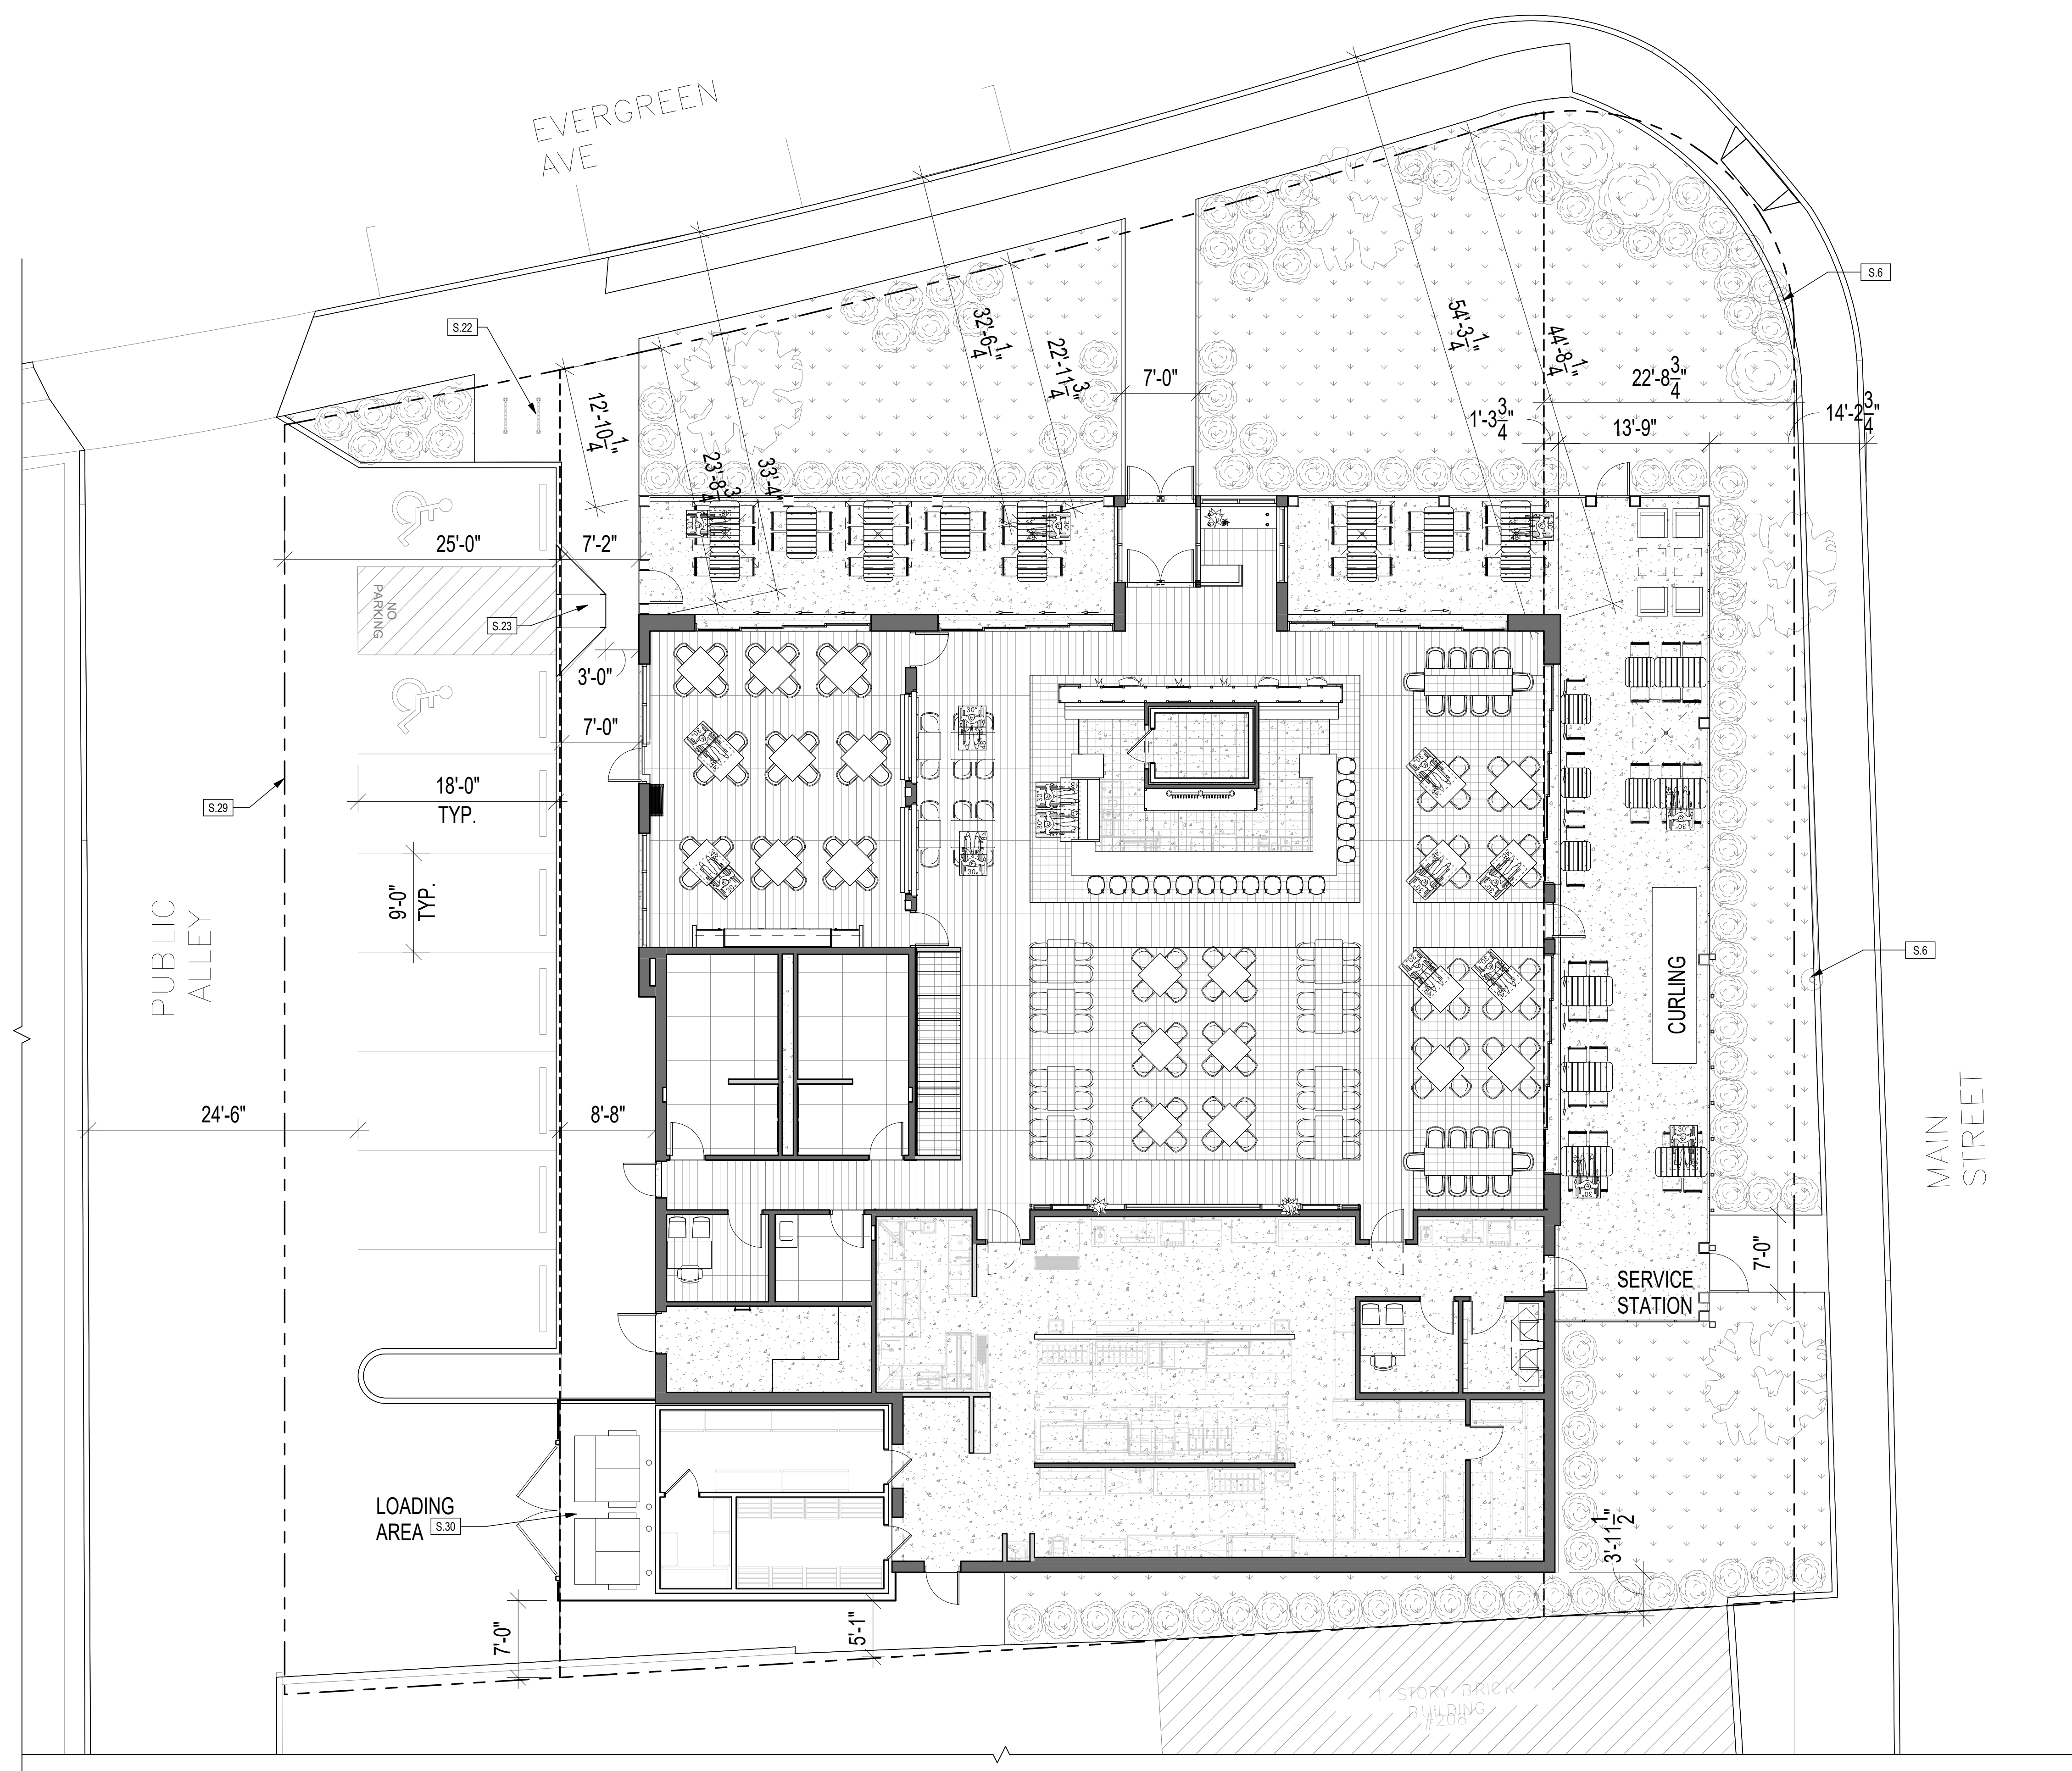 EVERGREEN
AVE
S.6
S.22
32'-6 1/4"
54'-3 1/4"
44'-8 1/4"
22'-11 3/4"
7'-0"
22'-8 3/4"
12'-10 1/4"
1'-3 3/4"
13'-9"
14'-2 3/4"
23'-8 3/4"
33'-4"
25'-0"
7'-2"
NO
PARKING
S.23
3'-0"
7'-0"
S.29
18'-0"
TYP.
9'-0"
TYP.
PUBLIC
ALLEY
S.6
CURLING
24'-6"
8'-8"
MAIN
STREET
7'-0"
SERVICE
STATION
LOADING
AREA
S.30
3'-11 1/2"
7'-0"
5'-1"
1 STORY BRICK
BUILDING
#208